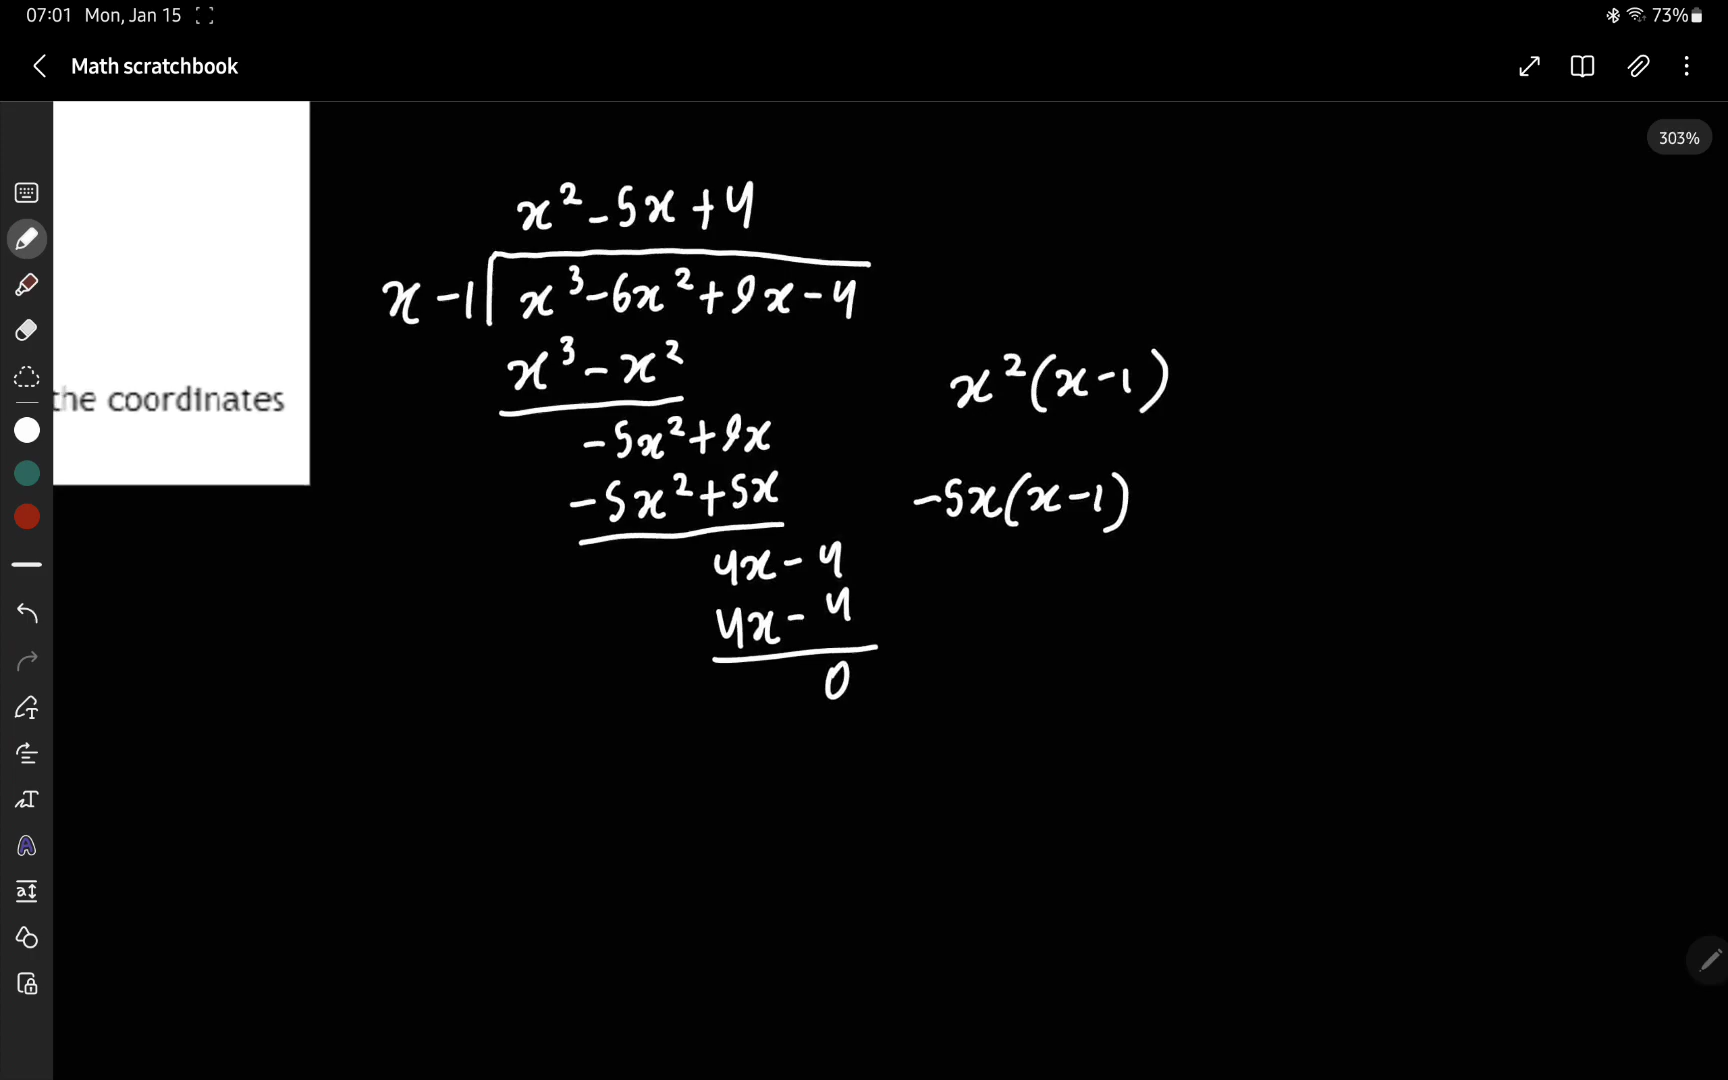 07:01 Mon, Jan 15 73%
Math scratchbook
303%
x² - 5x + 4
x - 1 x³ - 6x² + 9x - 4
x³ - x²
x²(x - 1)
the coordinates
-5x² + 9x
-5x² + 5x
-5x(x - 1)
4x - 4
4x - 4
0